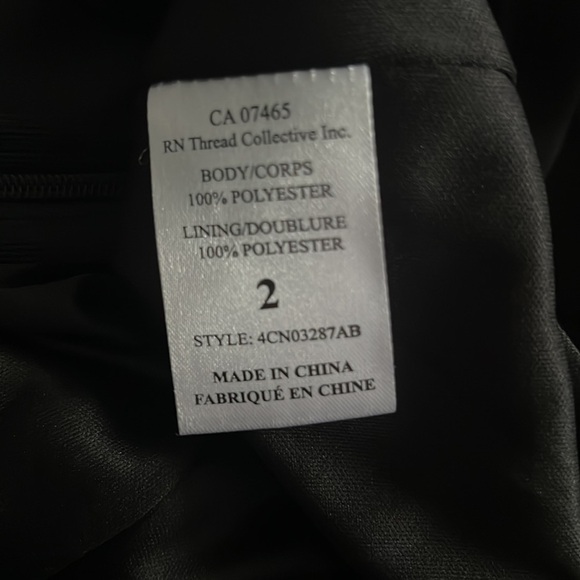 CA 07465
RN Thread Collective Inc.
BODY/CORPS
100% POLYESTER
LINING/DOUBLURE
100% POLYESTER
2
STYLE: 4CN03287AB
MADE IN CHINA
FABRIQUÉ EN CHINE